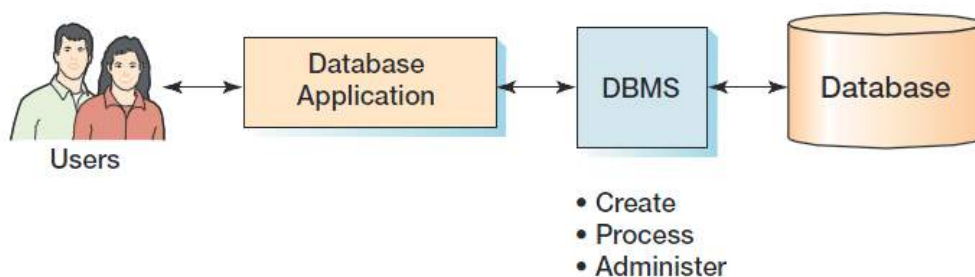 Users
Database
Application
DBMS
Database
• Create
• Process
• Administer